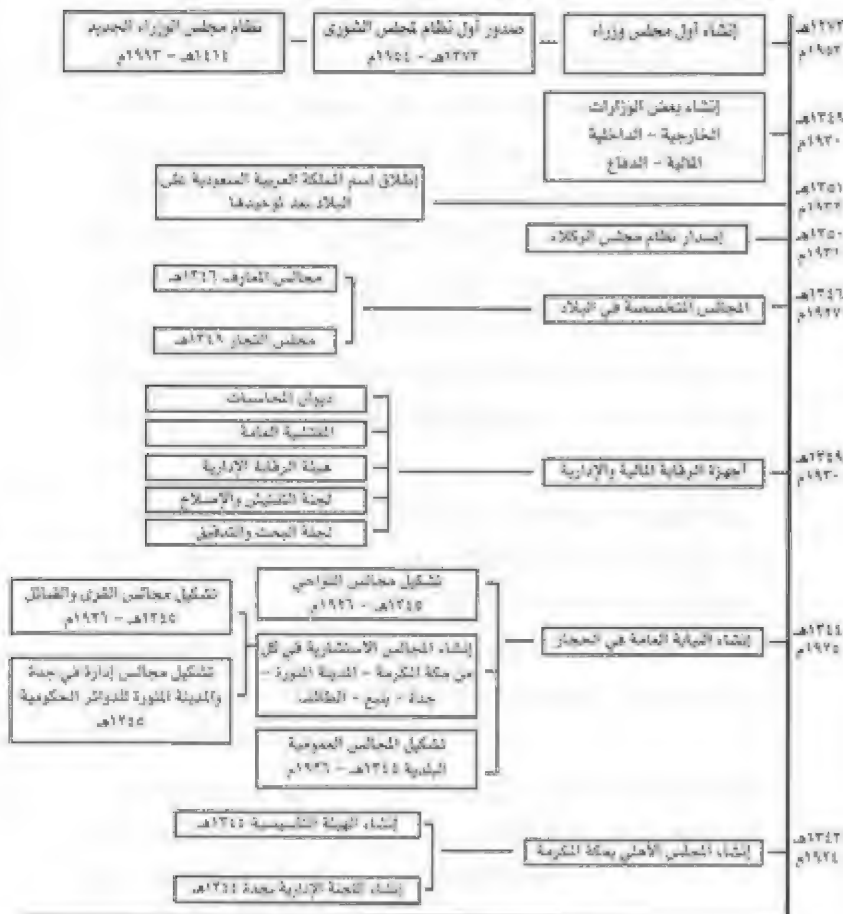 ١٣٧٣هـ
١٩٥٣م
إنشاء أول مجلس وزراء
صدور أول نظام لمجلس الشورى
١٣٧٣هـ - ١٩٥٤م
نظام مجلس الوزراء الجديد
١٤١٤هـ - ١٩٩٣م
١٣٤٩هـ
١٩٣٠م
إنشاء بعض الوزارات
الخارجية - الداخلية
المالية - الدفاع
١٣٥١هـ
١٩٣٢م
إطلاق اسم المملكة العربية السعودية على
البلاد بعد توحيدها
١٣٥٠هـ
١٩٣١م
إصدار نظام مجلس الوكلاء
١٣٤٦هـ
١٩٢٧م
المجالس المتخصصة في البلاد
مجالس المعارف ١٣٤٦هـ
مجلس التجار ١٣٤٩هـ
١٣٤٩هـ
١٩٣٠م
أجهزة الرقابة المالية والإدارية
ديوان المحاسبات
المفتشية العامة
هيئة الرقابة الإدارية
لجنة التفتيش والإصلاح
لجنة البحث والتدقيق
١٣٤٤هـ
١٩٢٥م
إنشاء النيابة العامة في الحجاز
تشكيل مجالس النواحي
١٣٤٥هـ - ١٩٢٦م
إنشاء المجالس الاستشارية في كل
من مكة المكرمة - المدينة المنورة -
جدة - ينبع - الطائف
تشكيل المجالس العمومية
البلدية ١٣٤٥هـ - ١٩٢٦م
تشكيل مجالس القرى والقبائل
١٣٤٥هـ - ١٩٢٦م
تشكيل مجالس إدارة في جدة
والمدينة المنورة للدوائر الحكومية
١٣٤٥هـ
١٣٤٣هـ
١٩٢٤م
إنشاء المجلس الأهلي بمكة المكرمة
إنشاء الهيئة التأسيسية ١٣٤٥هـ
إنشاء اللجنة الإدارية بجدة ١٣٤٤هـ